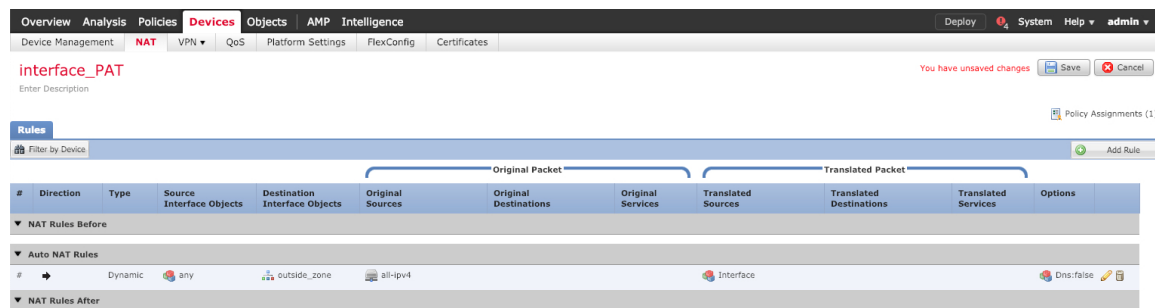 Overview Analysis Policies Devices Objects AMP Intelligence Deploy 4 System Help admin
Device Management NAT VPN QoS Platform Settings FlexConfig Certificates
interface_PAT You have unsaved changes Save Cancel
Enter Description
Policy Assignments (1)
Rules
Filter by Device Add Rule
Original Packet Translated Packet
# Direction Type Source Interface Objects Destination Interface Objects Original Sources Original Destinations Original Services Translated Sources Translated Destinations Translated Services Options
NAT Rules Before
Auto NAT Rules
# Dynamic any outside_zone all-ipv4 Interface Dns:false
NAT Rules After